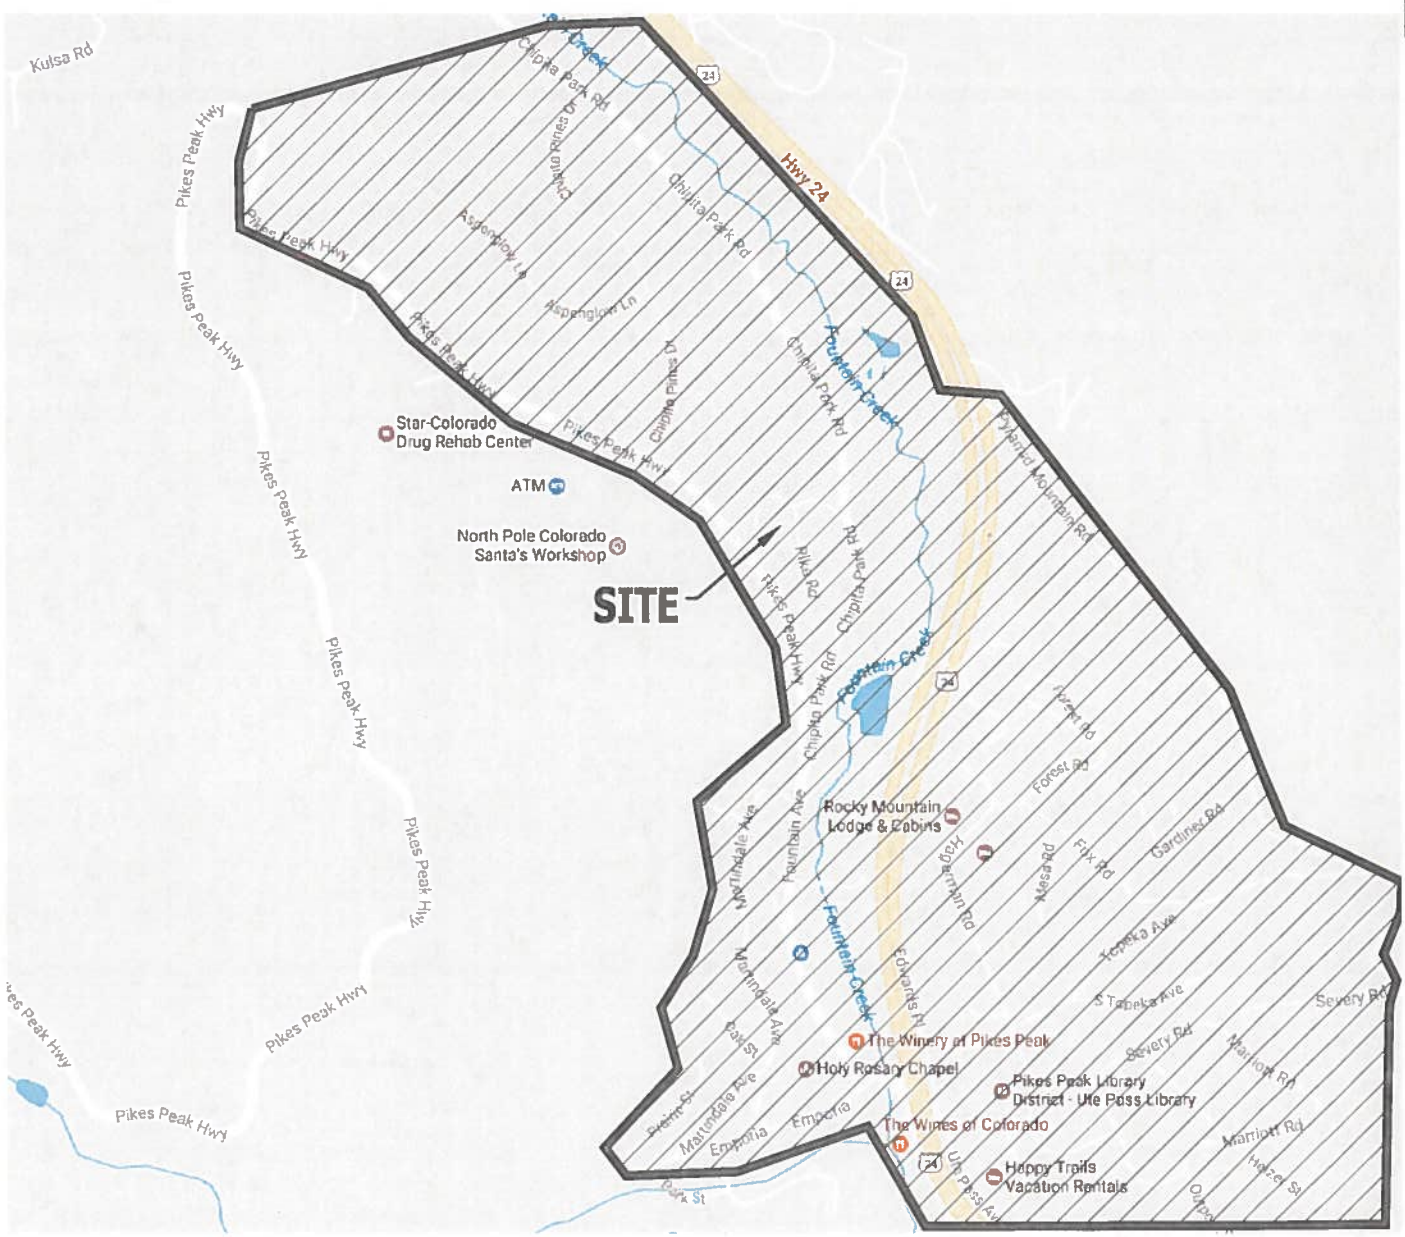 Kulsa Rd
Creek
Chipita Park Rd
24
Pikes Peak Hwy
Chipita Pines Dr
Hwy 24
Chipita Park Rd
Pikes Peak Hwy
Aspenglow Ln
24
Pikes Peak Hwy
Aspenglow Ln
Pikes Peak Hwy
Fountain Creek
Chipita Park Rd
Chipita Pines Dr
Star-Colorado
Drug Rehab Center
Pikes Peak Hwy
Pyramid Mountain Rd
Pikes Peak Hwy
ATM
North Pole Colorado
Santa's Workshop
SITE
Pika Rd
Chipita Park Rd
Pikes Peak Hwy
Fountain Creek
Pikes Peak Hwy
Chipita Park Rd
24
Forest Rd
Forest Rd
Rocky Mountain
Lodge & Cabins
Martindale Ave
Fountain Ave
Pikes Peak Hwy
Hagerman Rd
Mesa Rd
Fox Rd
Gardiner Rd
Fountain Creek
Topeka Ave
Edwards Pl
Martindale Ave
S Topeka Ave
Severy Rd
Pikes Peak Hwy
Peak Hwy
Oak St
The Winery at Pikes Peak
Severy Rd
Marriott Rd
Holy Rosary Chapel
Pikes Peak Library
District - Ute Pass Library
Prairie St
Martindale Ave
Emporia
Emporia
Pikes Peak Hwy
The Wines of Colorado
Marriott Rd
24
Ute Pass Av
Happy Trails
Vacation Rentals
Holzer St
Park St